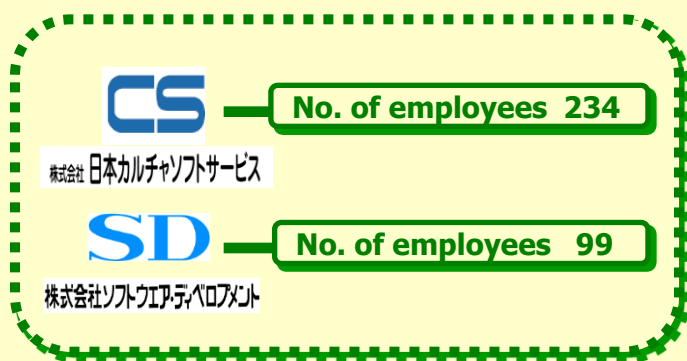 CS
No. of employees 234
株式会社 日本カルチャソフトサービス
SD
No. of employees 99
株式会社ソフトウエア・ディベロプメント